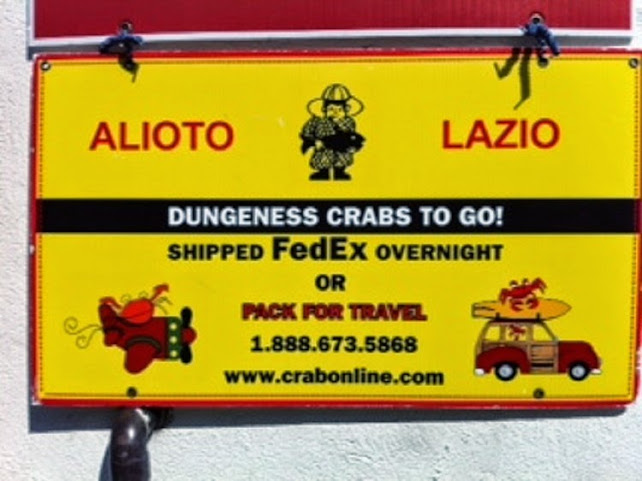 ALIOTO LAZIO
DUNGENESS CRABS TO GO!
SHIPPED FedEx OVERNIGHT
OR
PACK FOR TRAVEL
1.888.673.5868
www.crabonline.com